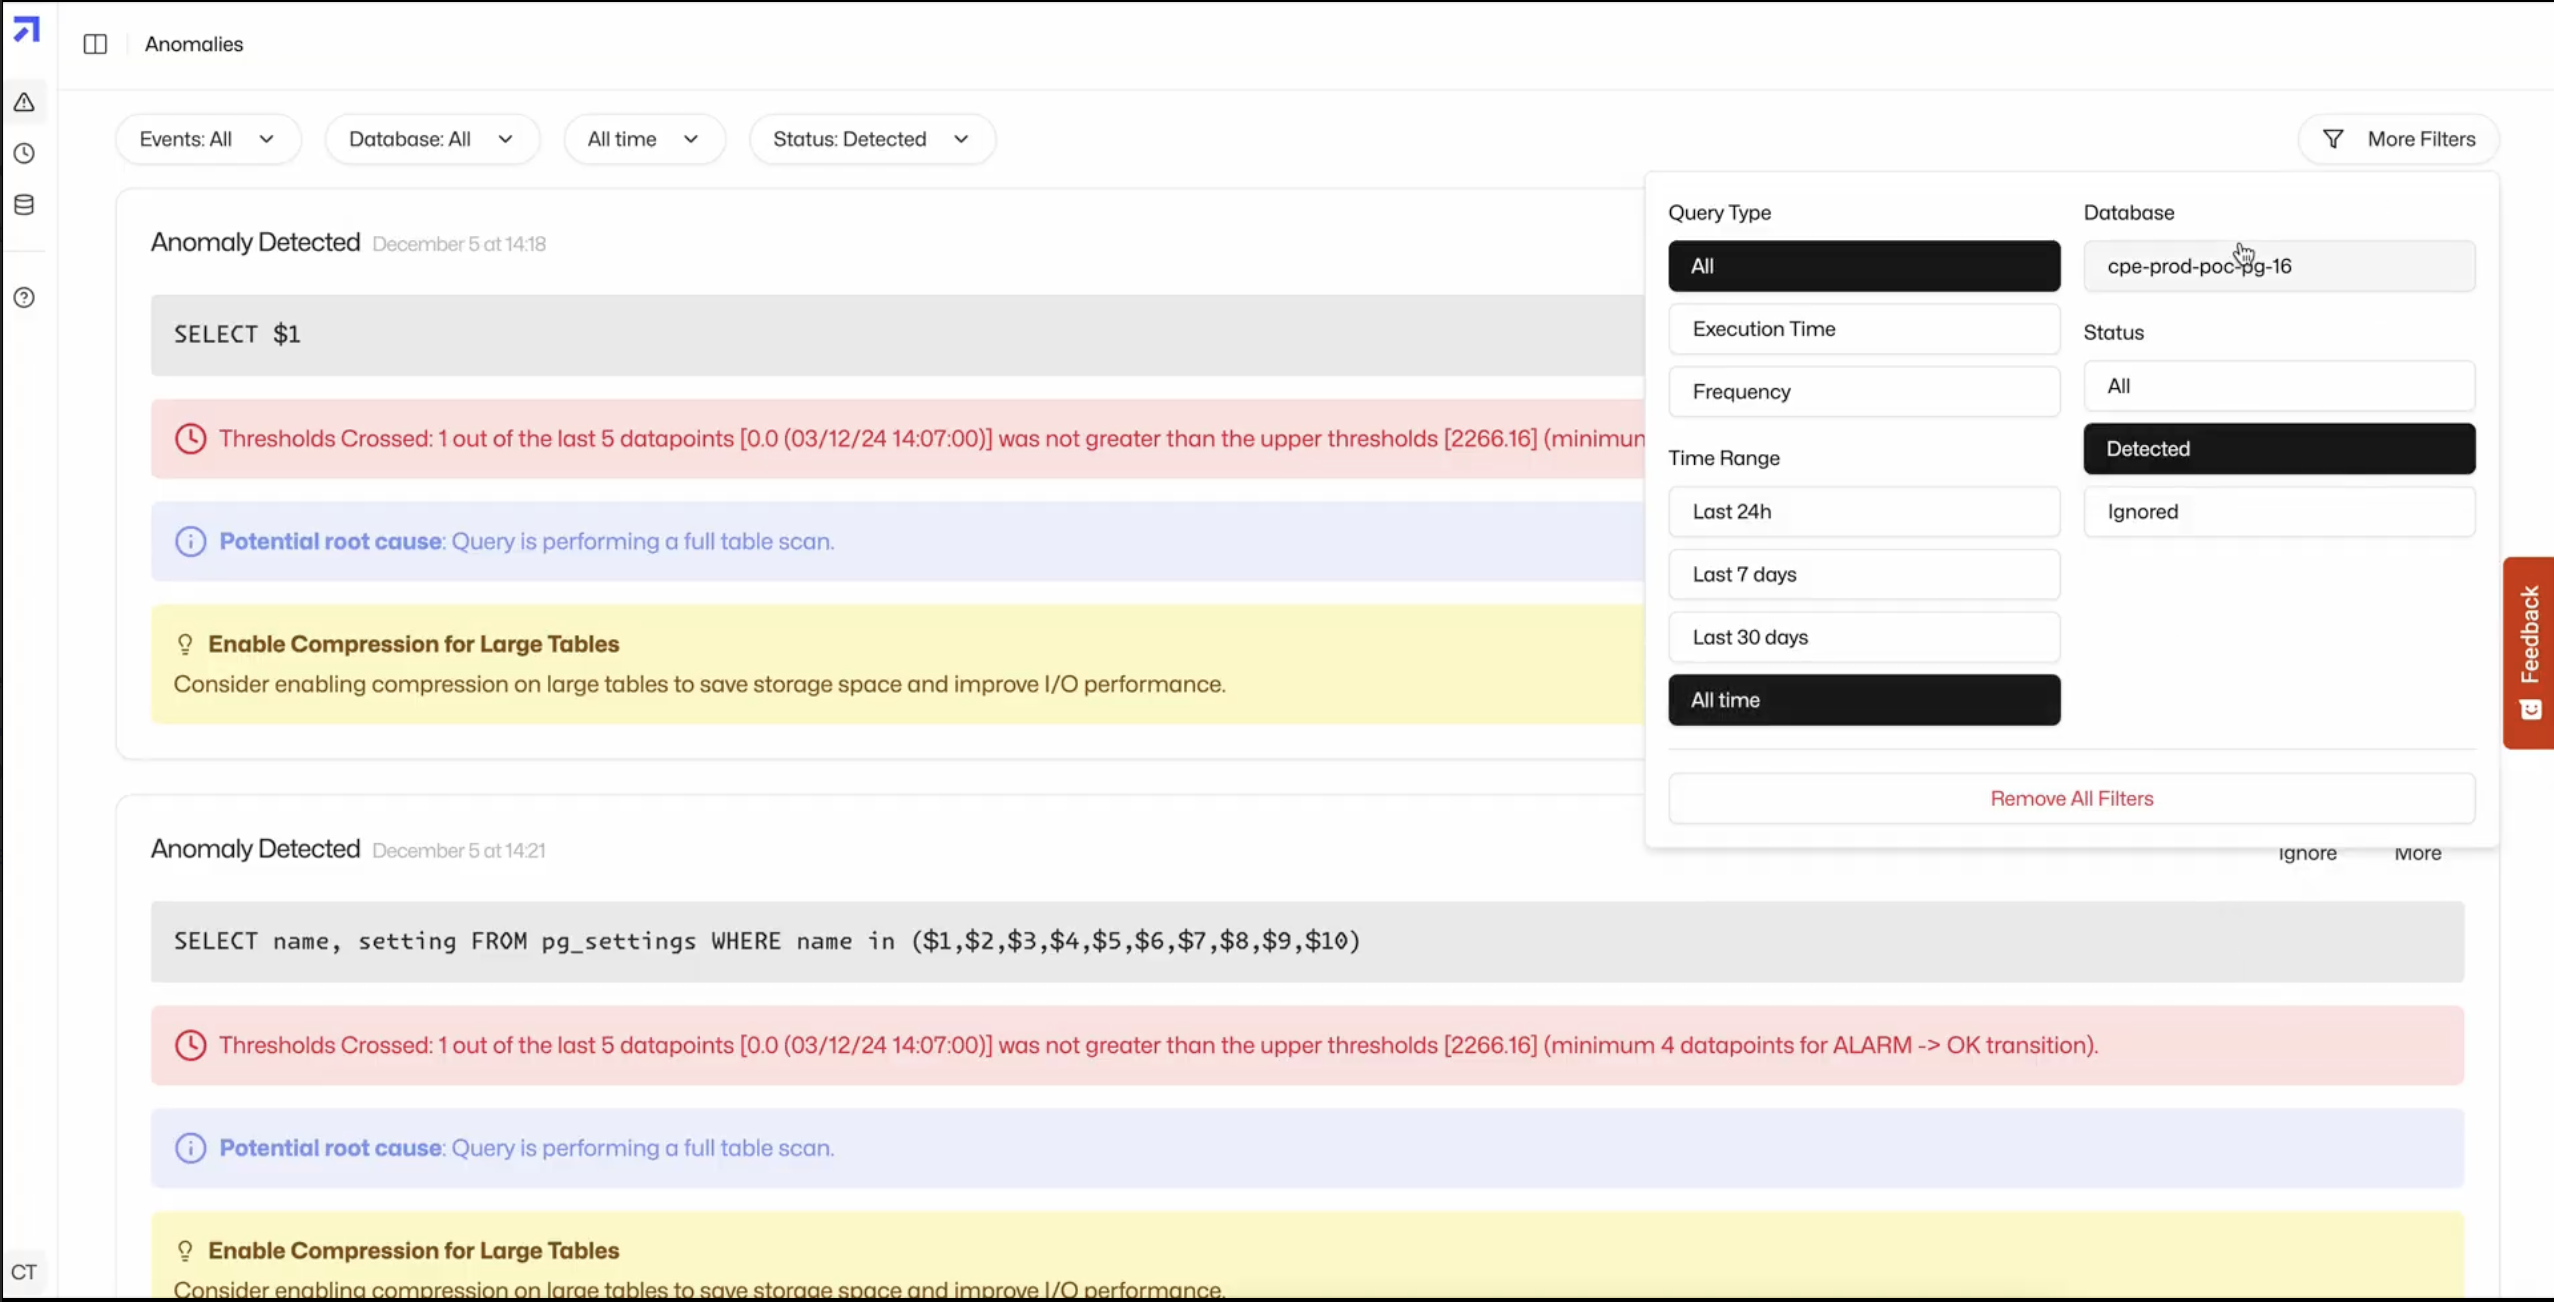 Anomalies
Events: All
Database: All
All time
Status: Detected
More Filters
Anomaly Detected December 5 at 14:18
SELECT $1
Thresholds Crossed: 1 out of the last 5 datapoints [0.0 (03/12/24 14:07:00)] was not greater than the upper thresholds [2266.16] (minimum
Potential root cause: Query is performing a full table scan.
Enable Compression for Large Tables
Consider enabling compression on large tables to save storage space and improve I/O performance.
Query Type
All
Execution Time
Frequency
Time Range
Last 24h
Last 7 days
Last 30 days
All time
Database
cpe-prod-poc-pg-16
Status
All
Detected
Ignored
Remove All Filters
Feedback
Anomaly Detected December 5 at 14:21
Ignore
More
SELECT name, setting FROM pg_settings WHERE name in ($1,$2,$3,$4,$5,$6,$7,$8,$9,$10)
Thresholds Crossed: 1 out of the last 5 datapoints [0.0 (03/12/24 14:07:00)] was not greater than the upper thresholds [2266.16] (minimum 4 datapoints for ALARM -> OK transition).
Potential root cause: Query is performing a full table scan.
Enable Compression for Large Tables
Consider enabling compression on large tables to save storage space and improve I/O performance.
CT